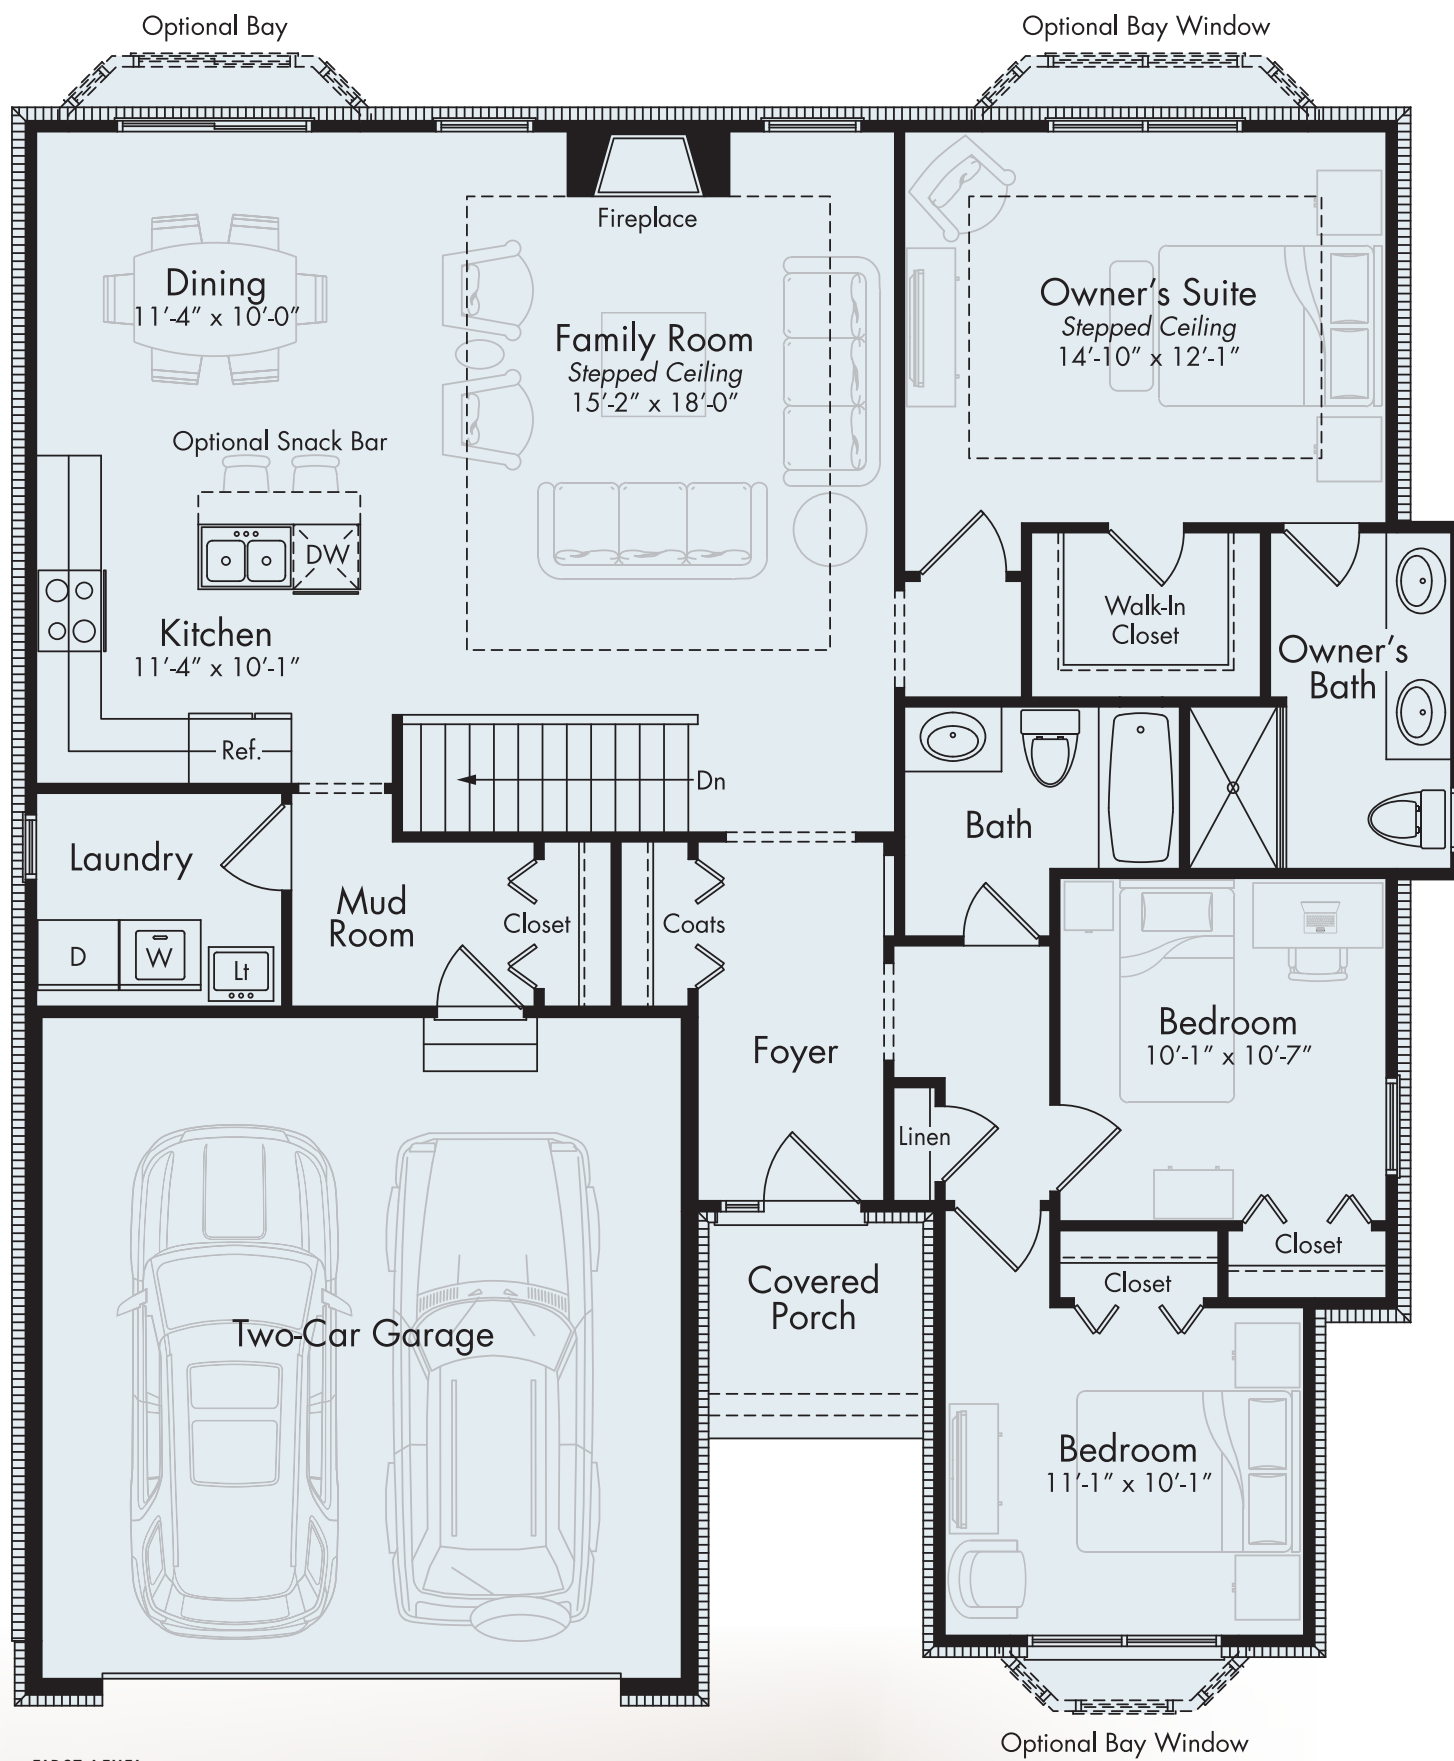 Optional Bay
Optional Bay Window
Fireplace
Dining
11'-4" x 10'-0"
Family Room
Stepped Ceiling
15'-2" x 18'-0"
Owner's Suite
Stepped Ceiling
14'-10" x 12'-1"
Optional Snack Bar
DW
Kitchen
11'-4" x 10'-1"
Ref.
Dn
Walk-In
Closet
Owner's
Bath
Bath
Laundry
D
W
Lt
Mud
Room
Closet
Coats
Foyer
Linen
Bedroom
10'-1" x 10'-7"
Closet
Closet
Covered
Porch
Two-Car Garage
Bedroom
11'-1" x 10'-1"
Optional Bay Window
FIRST LEVEL